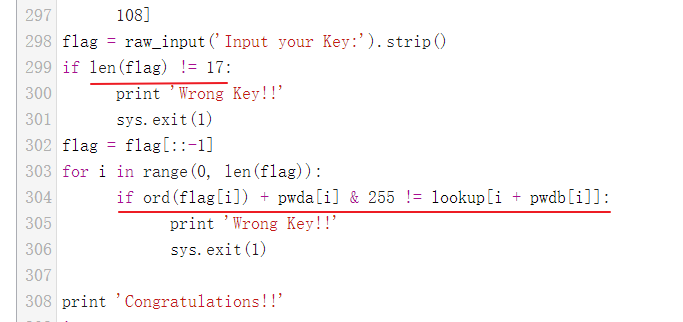 297 108]
298 flag = raw_input('Input your Key:').strip()
299 if len(flag) != 17:
300 print 'Wrong Key!!'
301 sys.exit(1)
302 flag = flag[::-1]
303 for i in range(0, len(flag)):
304 if ord(flag[i]) + pwda[i] & 255 != lookup[i + pwdb[i]]:
305 print 'Wrong Key!!'
306 sys.exit(1)
307
308 print 'Congratulations!!'